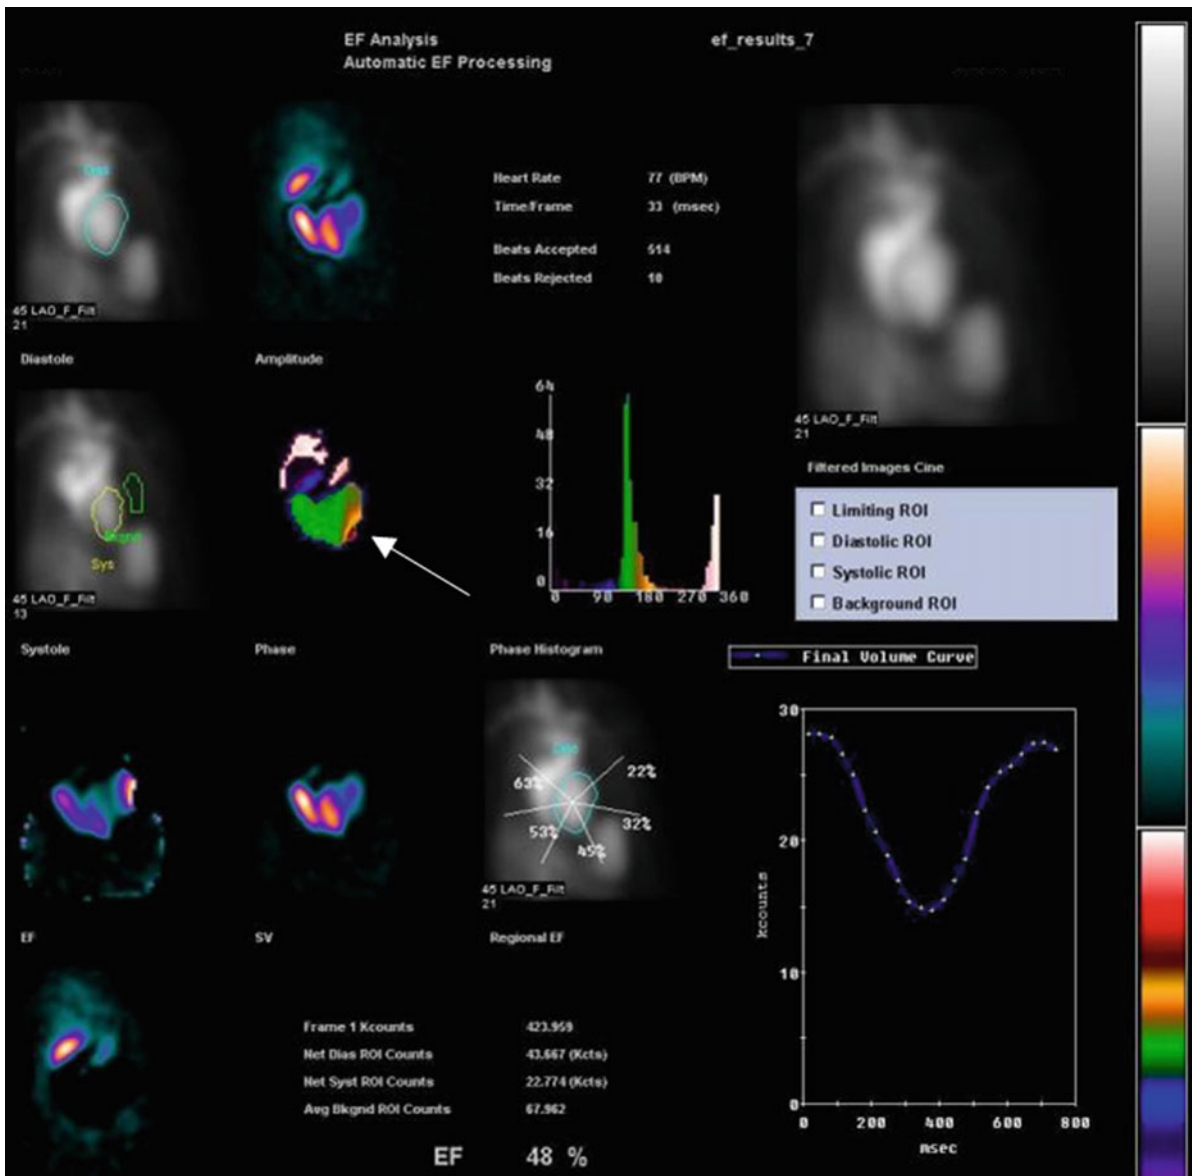 EF Analysis
ef_results_7
Automatic EF Processing
Dias
Heart Rate 77 (BPM)
Time/Frame 33 (msec)
Beats Accepted 514
Beats Rejected 10
45 LAO_F_Filt
21
Diastole
Amplitude
64
48
32
16
0
0 90 180 270 360
45 LAO_F_Filt
21
Filtered Images Cine
Limiting ROI
Diastolic ROI
Systolic ROI
Background ROI
Bkgnd
Sys
45 LAO_F_Filt
13
Systole
Phase
Phase Histogram
Final Volume Curve
Dias
63%
22%
53%
32%
45%
45 LAO_F_Filt
21
EF
SV
Regional EF
30
20
10
0
kcounts
0 200 400 600 800
msec
Frame 1 Kcounts 423.959
Net Dias ROI Counts 43.667 (Kcts)
Net Syst ROI Counts 22.774 (Kcts)
Avg Bkgnd ROI Counts 67.962
EF 48 %